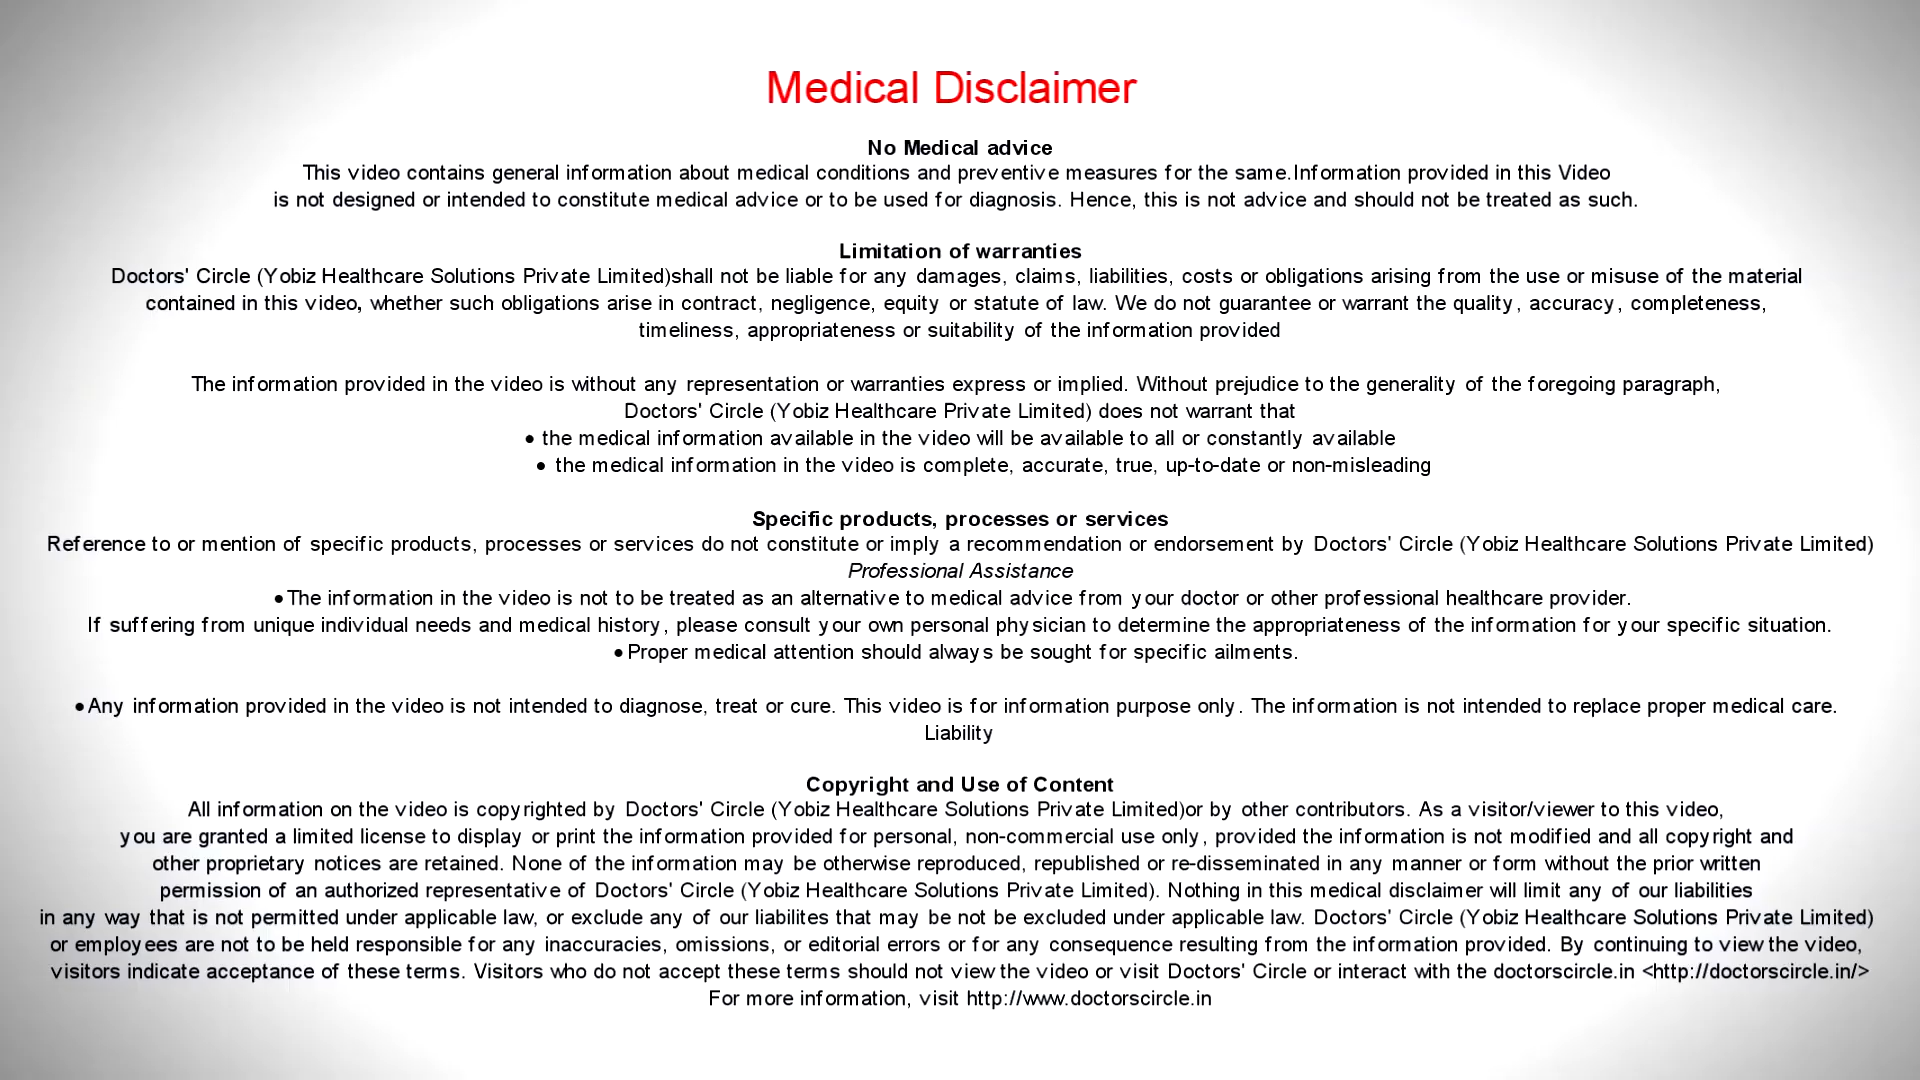 Medical Disclaimer
No Medical advice
This video contains general information about medical conditions and preventive measures for the same.Information provided in this Video
is not designed or intended to constitute medical advice or to be used for diagnosis. Hence, this is not advice and should not be treated as such.
Limitation of warranties
Doctors' Circle (Yobiz Healthcare Solutions Private Limited)shall not be liable for any damages, claims, liabilities, costs or obligations arising from the use or misuse of the material
contained in this video, whether such obligations arise in contract, negligence, equity or statute of law. We do not guarantee or warrant the quality, accuracy, completeness,
timeliness, appropriateness or suitability of the information provided
The information provided in the video is without any representation or warranties express or implied. Without prejudice to the generality of the foregoing paragraph,
Doctors' Circle (Yobiz Healthcare Private Limited) does not warrant that
• the medical information available in the video will be available to all or constantly available
• the medical information in the video is complete, accurate, true, up-to-date or non-misleading
Specific products, processes or services
Reference to or mention of specific products, processes or services do not constitute or imply a recommendation or endorsement by Doctors' Circle (Yobiz Healthcare Solutions Private Limited)
Professional Assistance
•The information in the video is not to be treated as an alternative to medical advice from your doctor or other professional healthcare provider.
If suffering from unique individual needs and medical history, please consult your own personal physician to determine the appropriateness of the information for your specific situation.
•Proper medical attention should always be sought for specific ailments.
•Any information provided in the video is not intended to diagnose, treat or cure. This video is for information purpose only. The information is not intended to replace proper medical care.
Liability
Copyright and Use of Content
All information on the video is copyrighted by Doctors' Circle (Yobiz Healthcare Solutions Private Limited)or by other contributors. As a visitor/viewer to this video,
you are granted a limited license to display or print the information provided for personal, non-commercial use only, provided the information is not modified and all copyright and
other proprietary notices are retained. None of the information may be otherwise reproduced, republished or re-disseminated in any manner or form without the prior written
permission of an authorized representative of Doctors' Circle (Yobiz Healthcare Solutions Private Limited). Nothing in this medical disclaimer will limit any of our liabilities
in any way that is not permitted under applicable law, or exclude any of our liabilites that may be not be excluded under applicable law. Doctors' Circle (Yobiz Healthcare Solutions Private Limited)
or employees are not to be held responsible for any inaccuracies, omissions, or editorial errors or for any consequence resulting from the information provided. By continuing to view the video,
visitors indicate acceptance of these terms. Visitors who do not accept these terms should not view the video or visit Doctors' Circle or interact with the doctorscircle.in <http://doctorscircle.in/>
For more information, visit http://www.doctorscircle.in